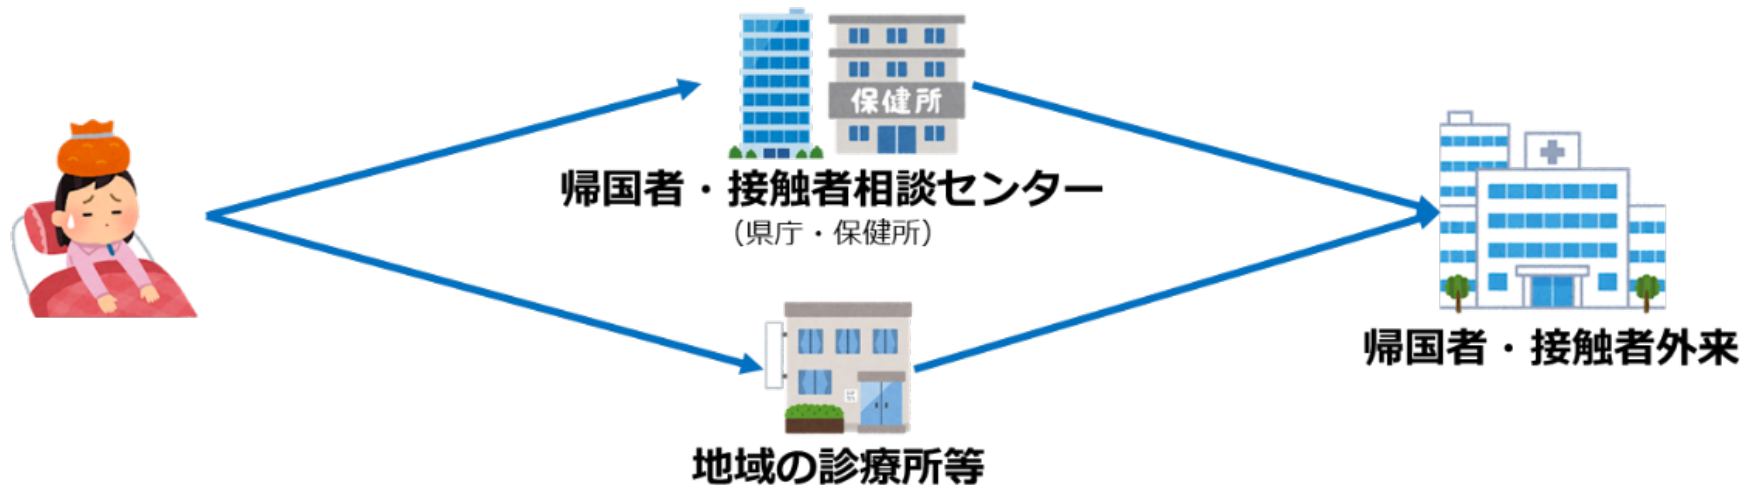 保健所
帰国者・接触者相談センター
（県庁・保健所）
地域の診療所等
帰国者・接触者外来